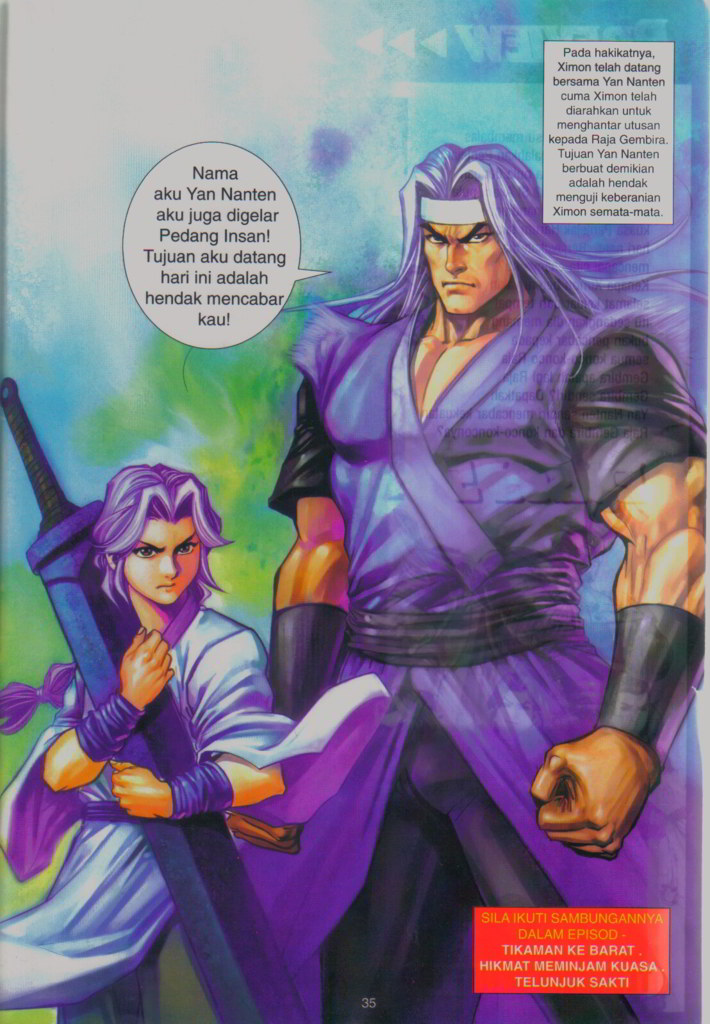 Pada hakikatnya,
Ximon telah datang
bersama Yan Nanten
cuma Ximon telah
diarahkan untuk
menghantar utusan
kepada Raja Gembira.
Tujuan Yan Nanten
berbuat demikian
adalah hendak
menguji keberanian
Ximon semata-mata.
Nama
aku Yan Nanten
aku juga digelar
Pedang Insan!
Tujuan aku datang
hari ini adalah
hendak mencabar
kau!
SILA IKUTI SAMBUNGANNYA
DALAM EPISOD -
TIKAMAN KE BARAT .
HIKMAT MEMINJAM KUASA .
TELUNJUK SAKTI
35